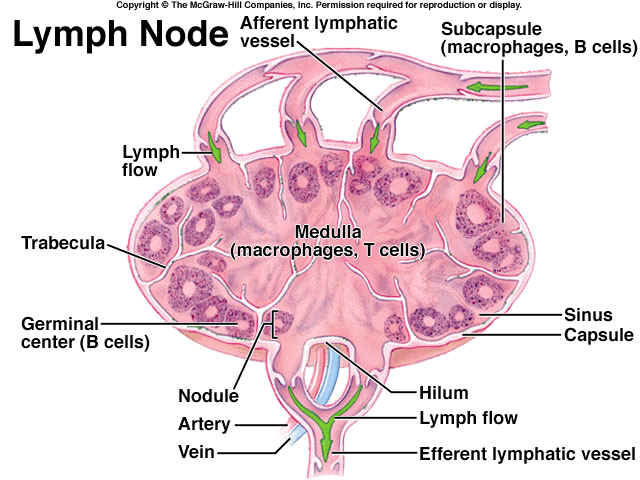 Copyright © The McGraw-Hill Companies, Inc. Permission required for reproduction or display.
Lymph Node
Afferent lymphatic
vessel
Subcapsule
(macrophages, B cells)
Lymph
flow
Trabecula
Medulla
(macrophages, T cells)
Germinal
center (B cells)
Sinus
Capsule
Nodule
Artery
Vein
Hilum
Lymph flow
Efferent lymphatic vessel